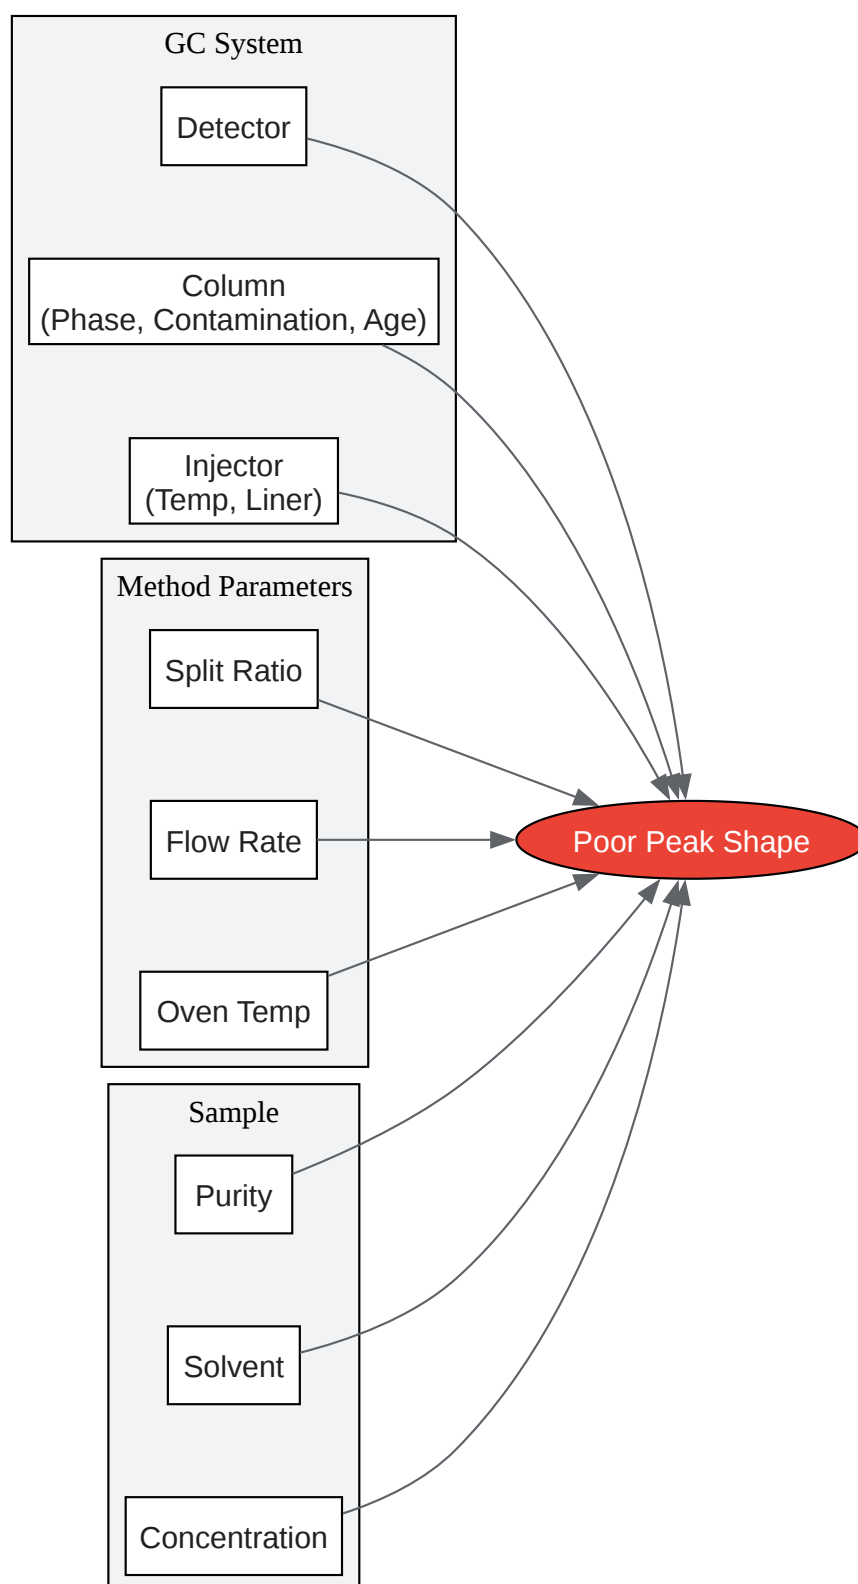 GC System
Detector
Column
(Phase, Contamination, Age)
Injector
(Temp, Liner)
Method Parameters
Split Ratio
Flow Rate
Oven Temp
Poor Peak Shape
Sample
Purity
Solvent
Concentration